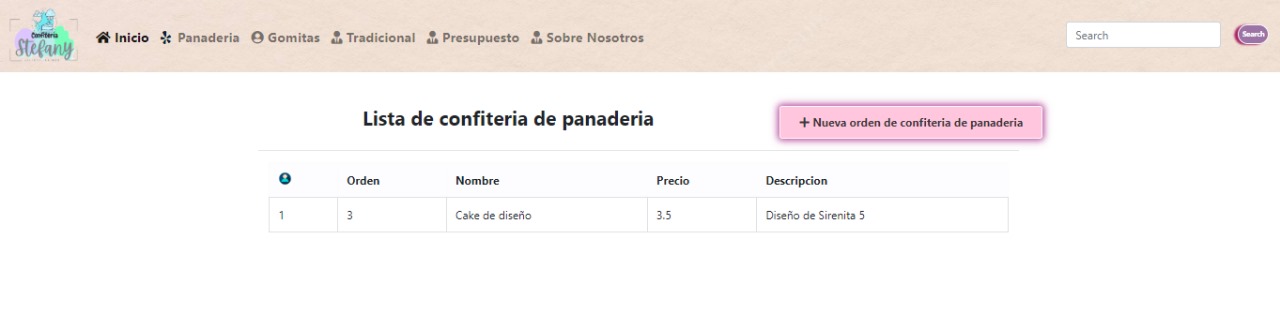 Confiteria
Stefany
Inicio Panaderia Gomitas Tradicional Presupuesto Sobre Nosotros Search Search
Lista de confiteria de panaderia
+ Nueva orden de confiteria de panaderia
Orden Nombre Precio Descripcion
1 3 Cake de diseño 3.5 Diseño de Sirenita 5